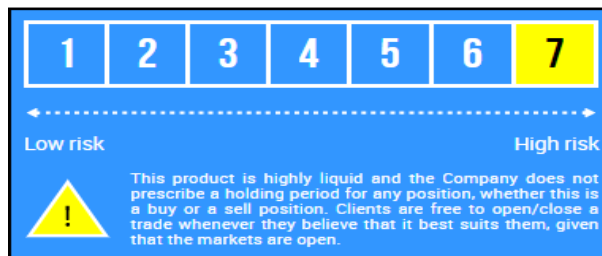 1 2 3 4 5 6 7
Low risk High risk
This product is highly liquid and the Company does not
prescribe a holding period for any position, whether this is
a buy or a sell position. Clients are free to open/close a
trade whenever they believe that it best suits them, given
that the markets are open.
!